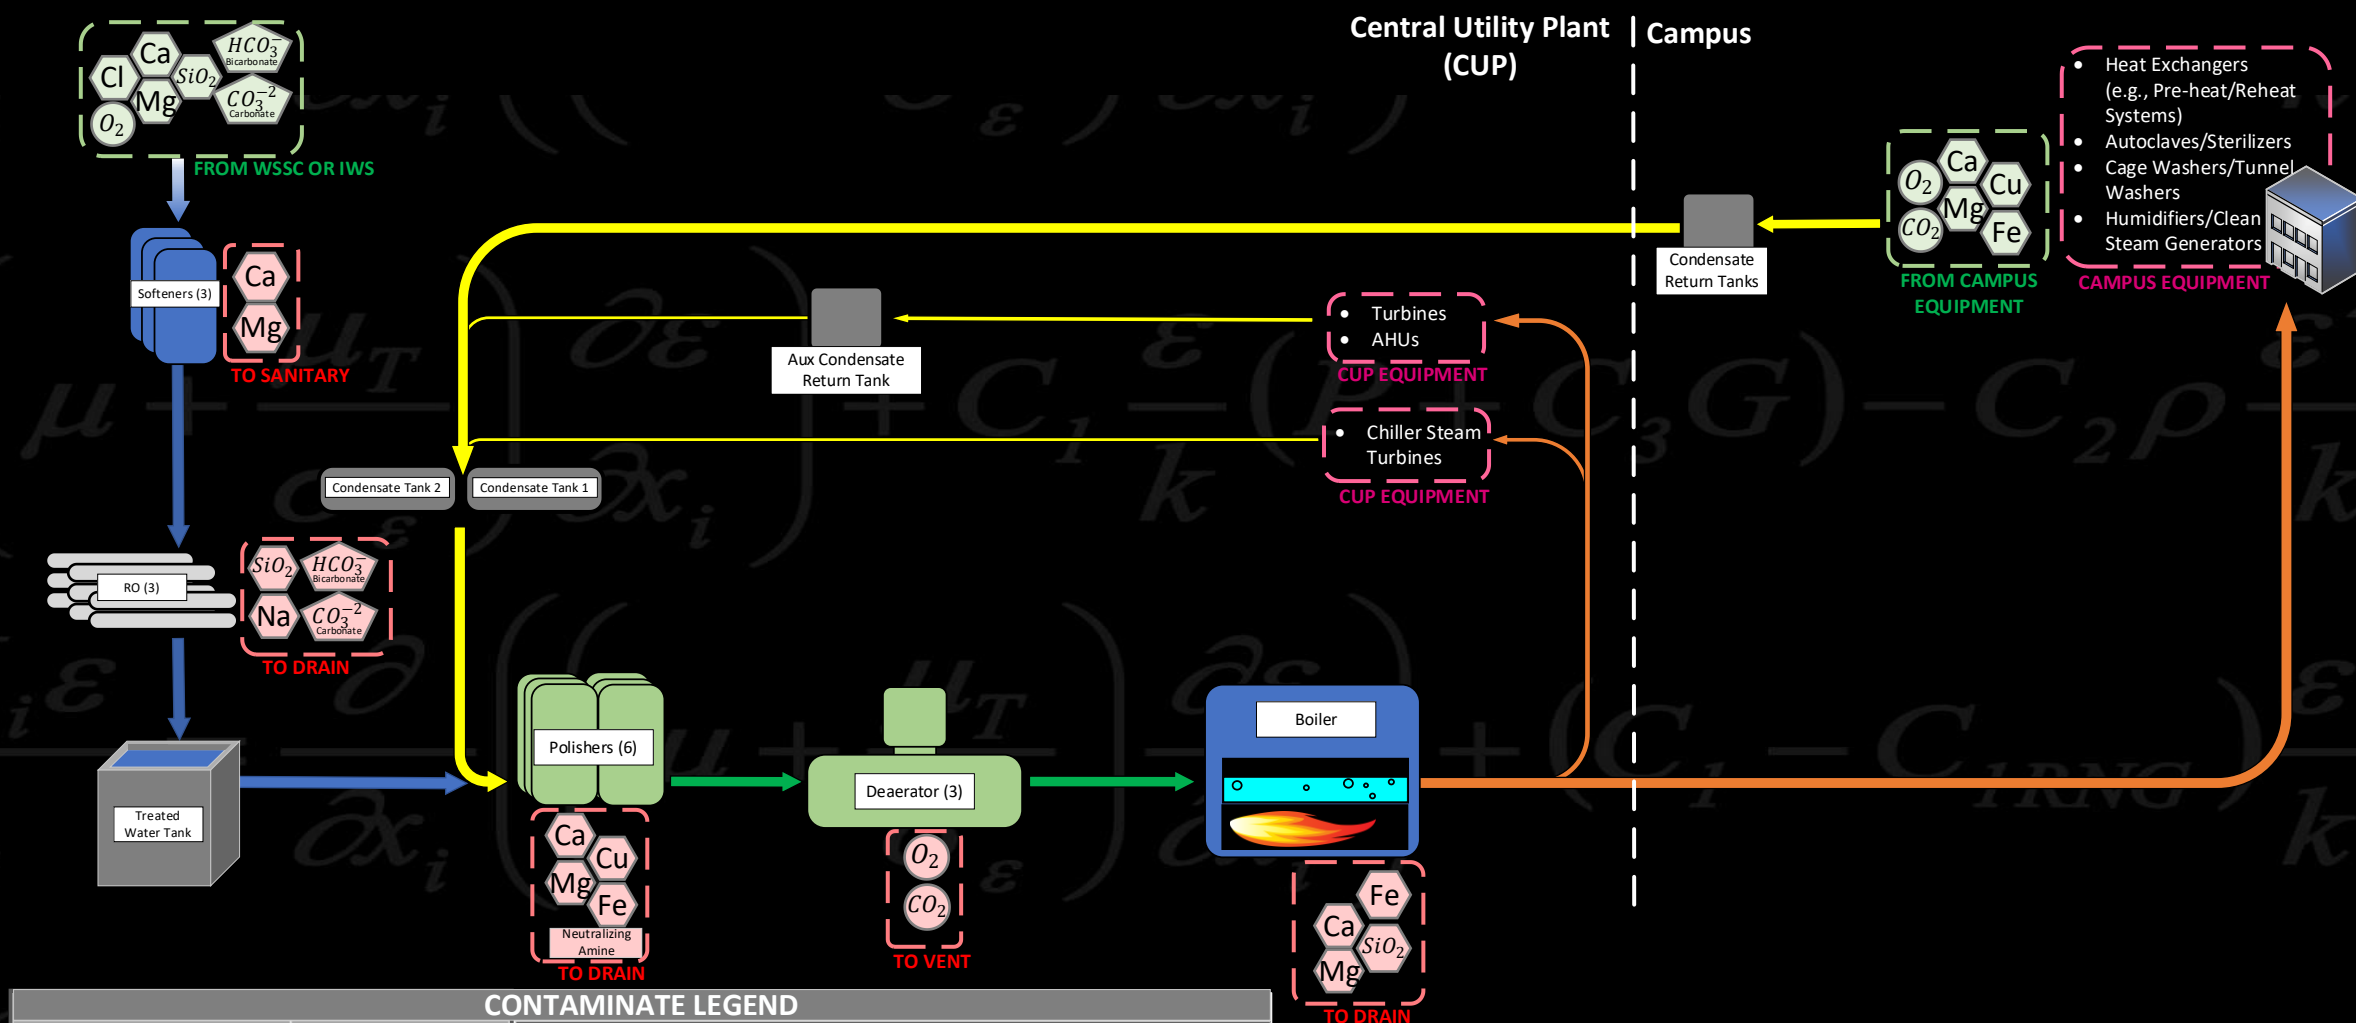 Central Utility Plant
(CUP)
Campus
Cl
Ca
Mg
O₂
SiO₂
HCO₃⁻
Bicarbonate
CO₃⁻²
Carbonate
FROM WSSC OR IWS
Softeners (3)
Ca
Mg
TO SANITARY
RO (3)
SiO₂
HCO₃⁻
Bicarbonate
Na
CO₃⁻²
Carbonate
TO DRAIN
Treated
Water Tank
• Heat Exchangers
(e.g., Pre-heat/Reheat
Systems)
• Autoclaves/Sterilizers
• Cage Washers/Tunnel
Washers
• Humidifiers/Clean
Steam Generators
CAMPUS EQUIPMENT
O₂
CO₂
Ca
Mg
Cu
Fe
FROM CAMPUS
EQUIPMENT
Condensate
Return Tanks
• Turbines
• AHUs
CUP EQUIPMENT
Aux Condensate
Return Tank
• Chiller Steam
Turbines
CUP EQUIPMENT
Condensate Tank 2
Condensate Tank 1
Polishers (6)
Ca
Cu
Mg
Fe
Neutralizing
Amine
TO DRAIN
Deaerator (3)
O₂
CO₂
TO VENT
Boiler
Fe
Ca
SiO₂
Mg
TO DRAIN
CONTAMINATE LEGEND